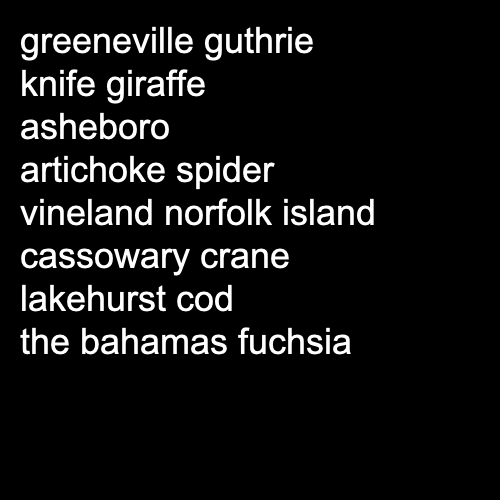 greeneville guthrie
knife giraffe
asheboro
artichoke spider
vineland norfolk island
cassowary crane
lakehurst cod
the bahamas fuchsia